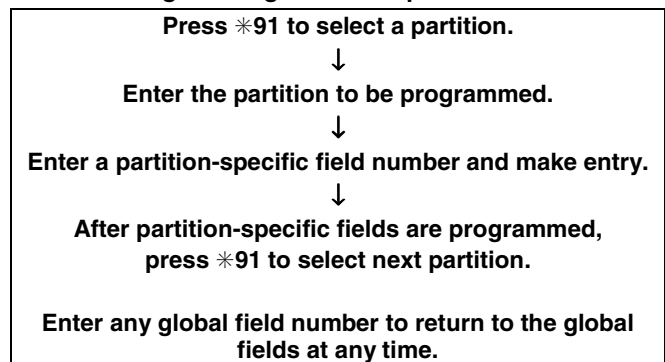 Press ✳91 to select a partition.
↓
Enter the partition to be programmed.
↓
Enter a partition-specific field number and make entry.
↓
After partition-specific fields are programmed,
press ✳91 to select next partition.
Enter any global field number to return to the global
fields at any time.